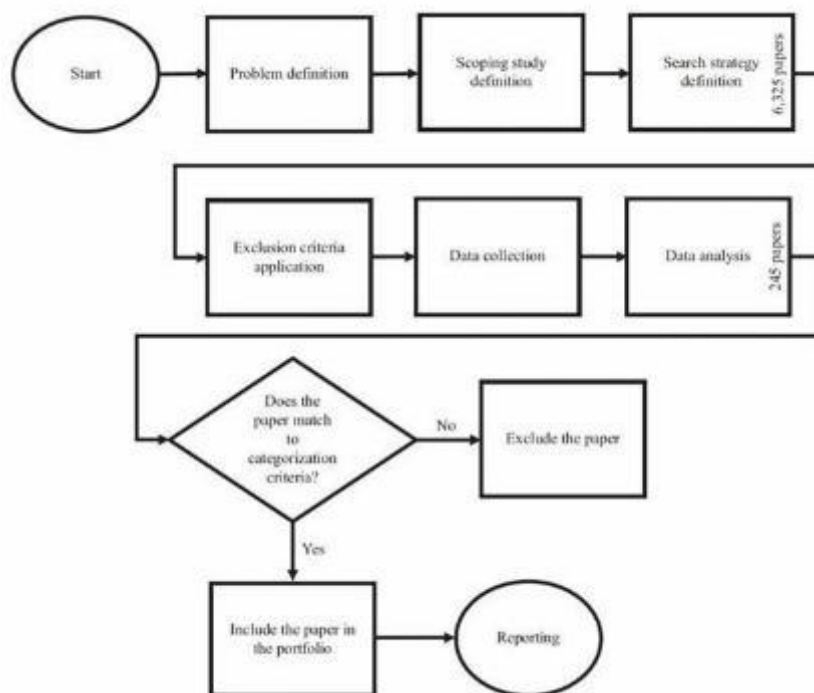 Start
Problem definition
Scoping study
definition
Search strategy
definition
6,325 papers
Exclusion criteria
application
Data collection
Data analysis
245 papers
Does the
paper match
to
categorization
criteria?
No
Exclude the paper
Yes
Include the paper in
the portfolio
Reporting